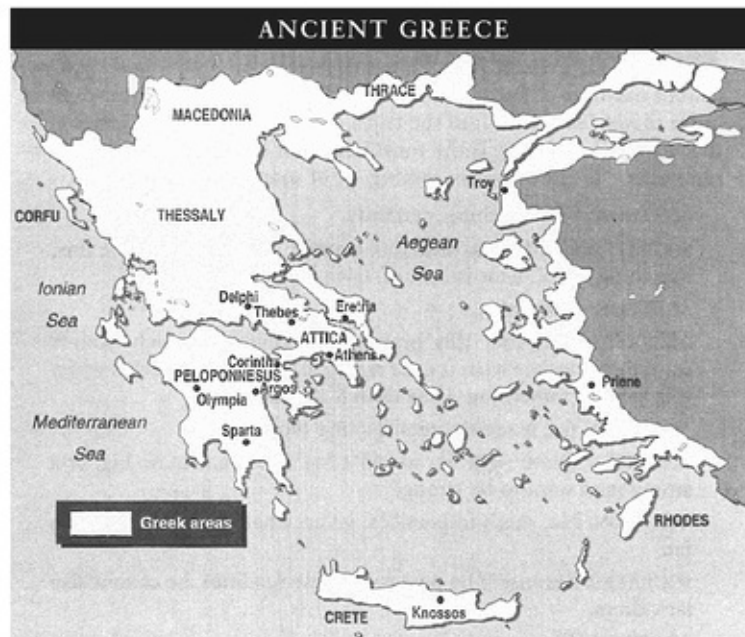 ANCIENT GREECE
THRACE
MACEDONIA
Troy
CORFU
THESSALY
Aegean
Sea
Ionian
Sea
Delphi
Thebes
Eretria
ATTICA
Athens
Corinth
PELOPONNESUS
Argos
Olympia
Priene
Mediterranean
Sea
Sparta
Greek areas
RHODES
Knossos
CRETE